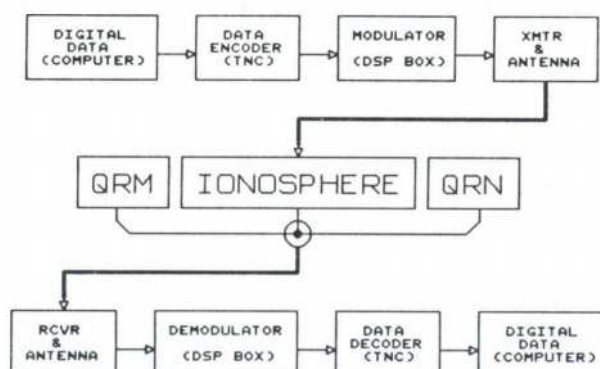 DIGITAL
DATA
(COMPUTER)
DATA
ENCODER
(TNC)
MODULATOR
(DSP BOX)
XMTR
&
ANTENNA
QRM
IONOSPHERE
QRN
RCVR
&
ANTENNA
DEMODULATOR
(DSP BOX)
DATA
DECODER
(TNC)
DIGITAL
DATA
(COMPUTER)